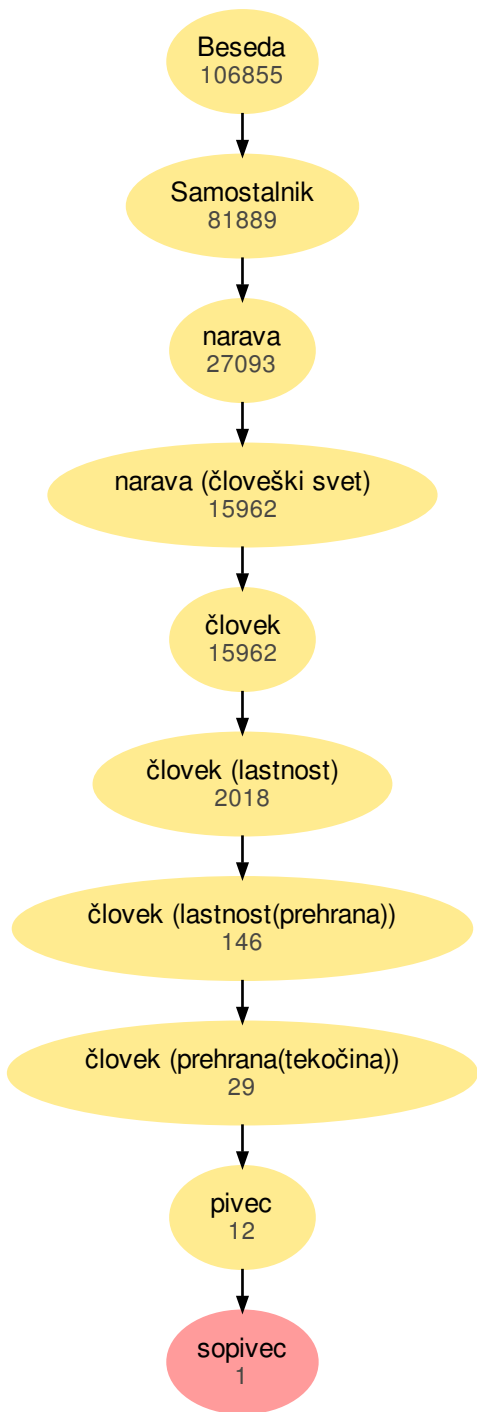 Beseda
106855
Samostalnik
81889
narava
27093
narava (človeški svet)
15962
človek
15962
človek (lastnost)
2018
človek (lastnost(prehrana))
146
človek (prehrana(tekočina))
29
pivec
12
sopivec
1